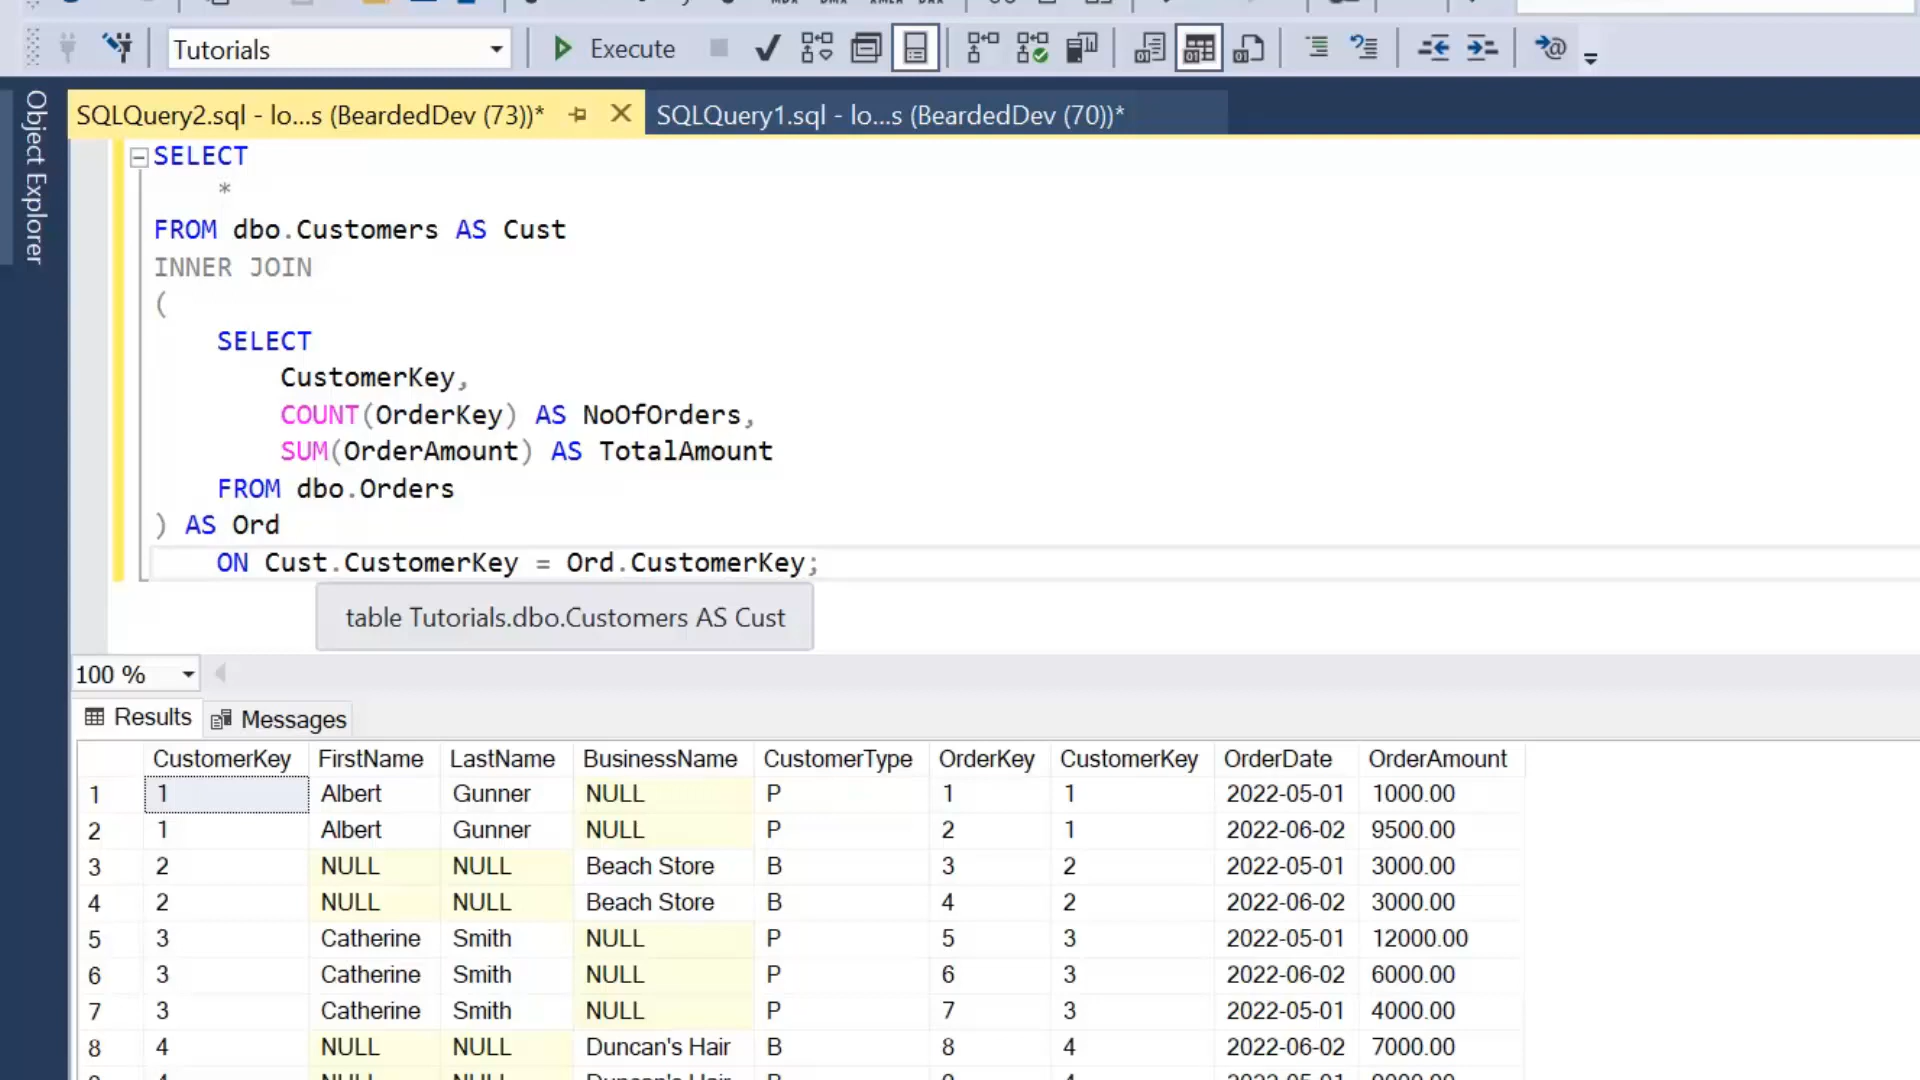 Tutorials
Execute
Object Explorer
SQLQuery2.sql - lo...s (BeardedDev (73))*
SQLQuery1.sql - lo...s (BeardedDev (70))*
SELECT
*
FROM dbo.Customers AS Cust
INNER JOIN
(
SELECT
CustomerKey,
COUNT(OrderKey) AS NoOfOrders,
SUM(OrderAmount) AS TotalAmount
FROM dbo.Orders
) AS Ord
ON Cust.CustomerKey = Ord.CustomerKey;
table Tutorials.dbo.Customers AS Cust
100 %
Results Messages
CustomerKey FirstName LastName BusinessName CustomerType OrderKey CustomerKey OrderDate OrderAmount
1 1 Albert Gunner NULL P 1 1 2022-05-01 1000.00
2 1 Albert Gunner NULL P 2 1 2022-06-02 9500.00
3 2 NULL NULL Beach Store B 3 2 2022-05-01 3000.00
4 2 NULL NULL Beach Store B 4 2 2022-06-02 3000.00
5 3 Catherine Smith NULL P 5 3 2022-05-01 12000.00
6 3 Catherine Smith NULL P 6 3 2022-06-02 6000.00
7 3 Catherine Smith NULL P 7 3 2022-05-01 4000.00
8 4 NULL NULL Duncan's Hair B 8 4 2022-06-02 7000.00